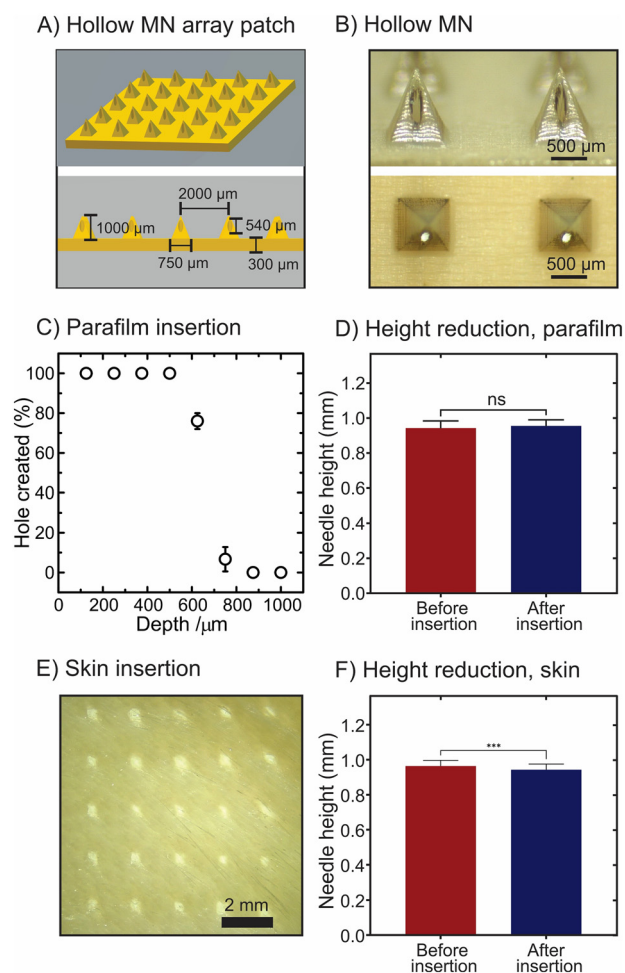 A) Hollow MN array patch
B) Hollow MN
2000 μm
1000 μm
540 μm
750 μm
300 μm
500 μm
500 μm
500 μm
500 μm
C) Parafilm insertion
Hole created (%)
100
80
60
40
20
0
0 200 400 600 800 1000
Depth /μm
D) Height reduction, parafilm
Needle height (mm)
1.2
1.0
0.8
0.6
0.4
0.2
0.0
ns
Before
insertion
After
insertion
E) Skin insertion
2 mm
F) Height reduction, skin
Needle height (mm)
1.2
1.0
0.8
0.6
0.4
0.2
0.0
***
Before
insertion
After
insertion